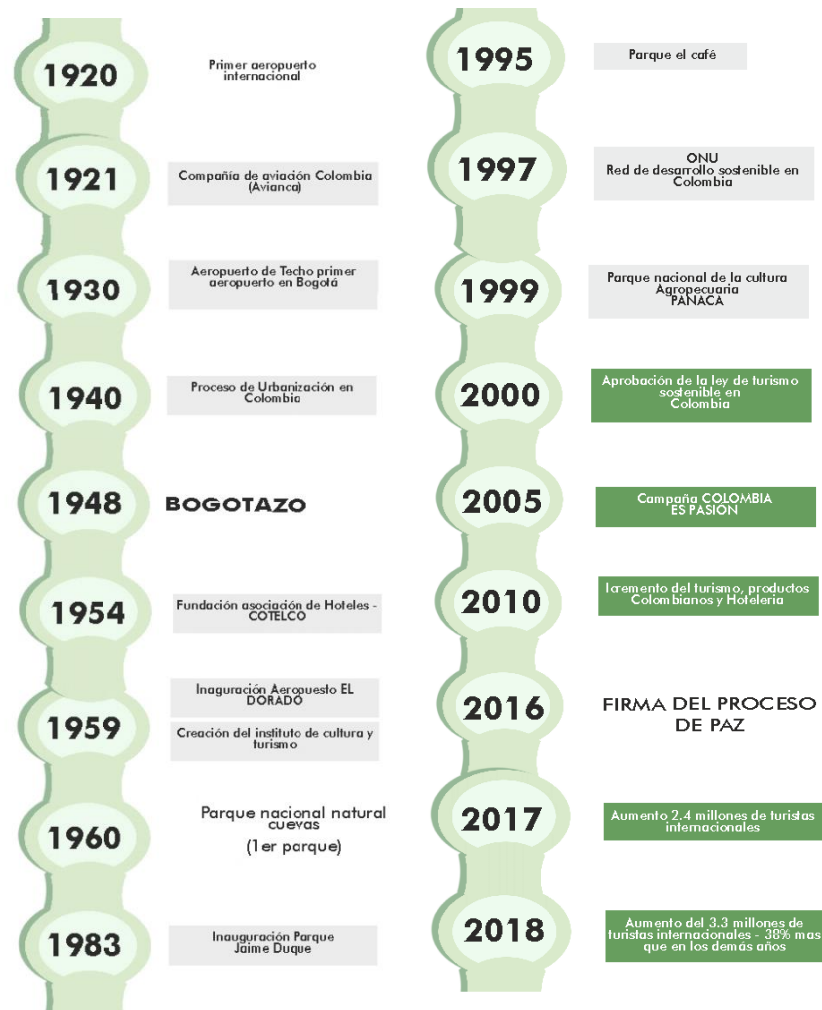 1920
Primer aeropuerto
internacional
1921
Compañía de aviación Colombia
(Avianca)
1930
Aeropuerto de Techo primer
aeropuerto en Bogotá
1940
Proceso de Urbanización en
Colombia
1948
BOGOTAZO
1954
Fundación asociación de Hoteles -
COTELCO
1959
Inaguración Aeropuesto EL
DORADO
Creación del instituto de cultura y
turismo
1960
Parque nacional natural
cuevas
(1er parque)
1983
Inauguración Parque
Jaime Duque
1995
Parque el café
1997
ONU
Red de desarrollo sostenible en
Colombia
1999
Parque nacional de la cultura
Agropecuaria
PANACA
2000
Aprobación de la ley de turismo
sostenible en
Colombia
2005
Campaña COLOMBIA
ES PASIÓN
2010
Icremento del turismo, productos
Colombianos y Hoteleria
2016
FIRMA DEL PROCESO
DE PAZ
2017
Aumento 2.4 millones de turistas
internacionales
2018
Aumento del 3.3 millones de
turistas internacionales - 38% mas
que en los demás años